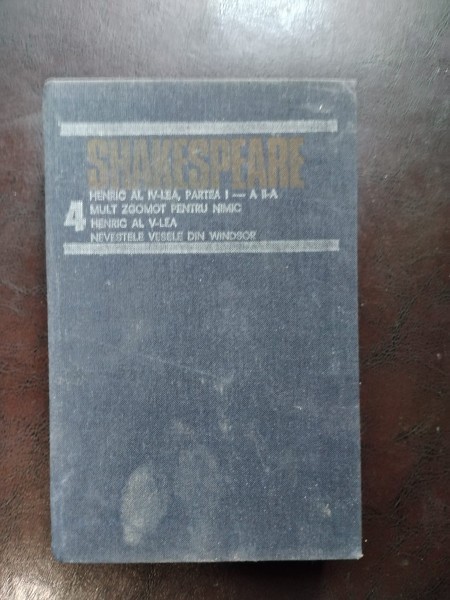 SHAKESPEARE
HENRIC AL IV-LEA, PARTEA I — A II-A
4 MULT ZGOMOT PENTRU NIMIC
HENRIC AL V-LEA
NEVESTELE VESELE DIN WINDSOR